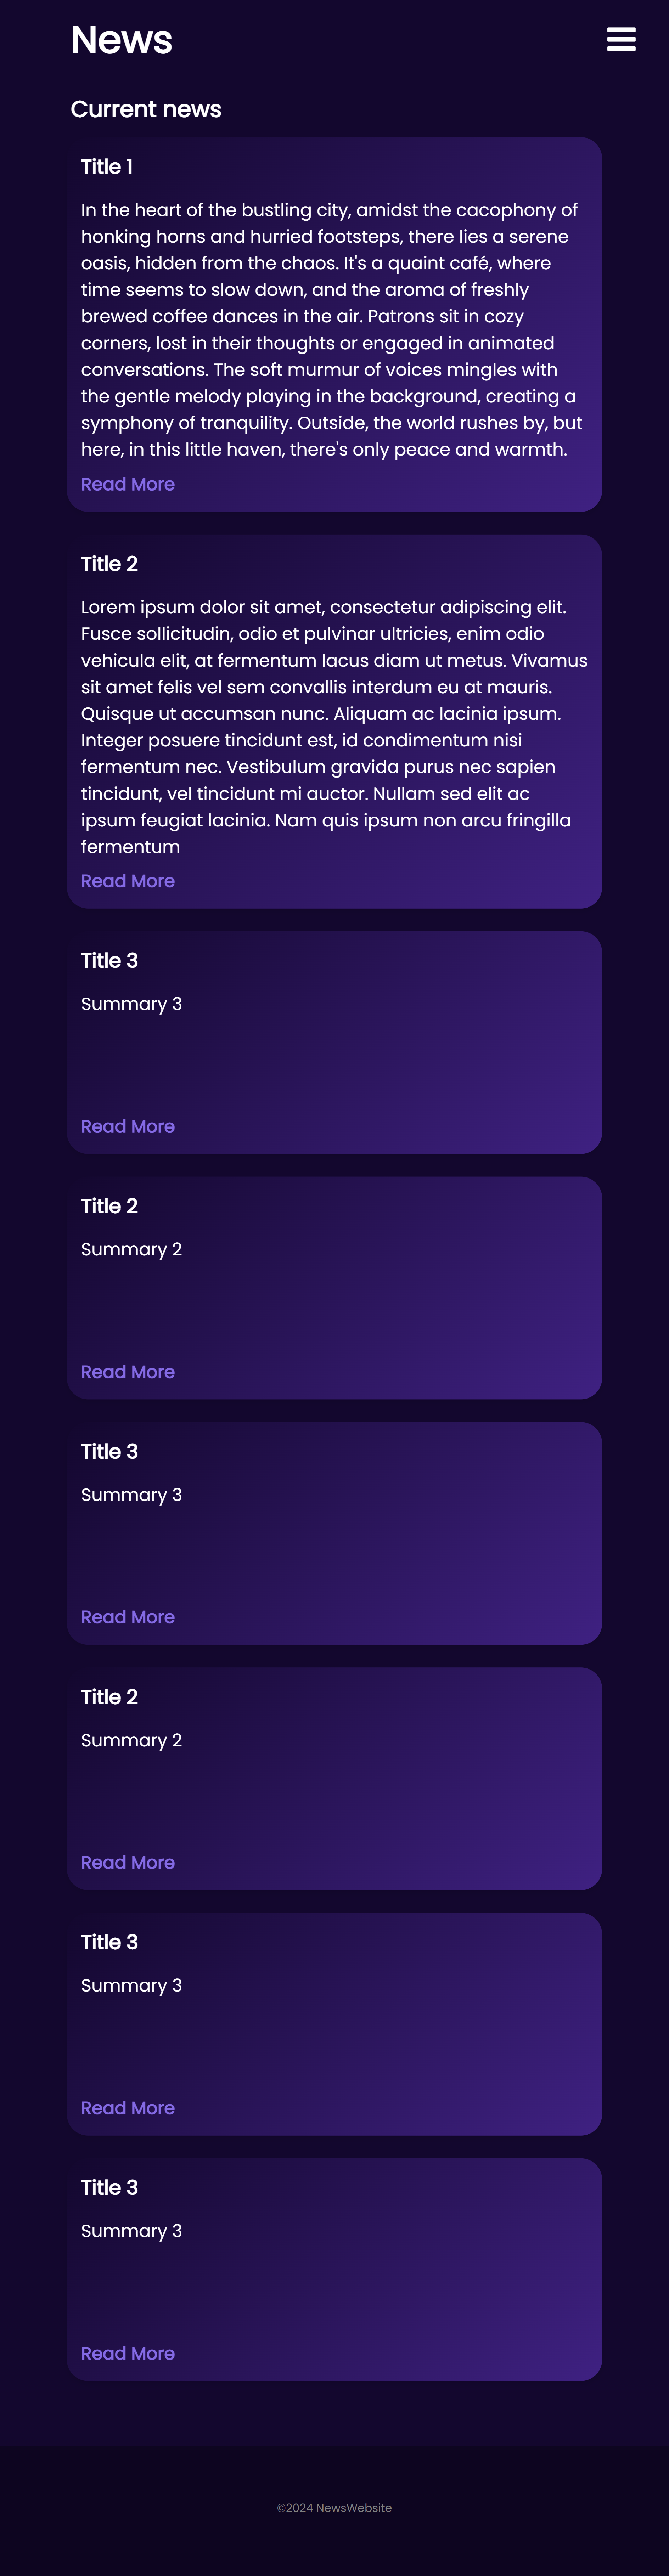 News
Current news
Title 1
In the heart of the bustling city, amidst the cacophony of
honking horns and hurried footsteps, there lies a serene
oasis, hidden from the chaos. It's a quaint café, where
time seems to slow down, and the aroma of freshly
brewed coffee dances in the air. Patrons sit in cozy
corners, lost in their thoughts or engaged in animated
conversations. The soft murmur of voices mingles with
the gentle melody playing in the background, creating a
symphony of tranquility. Outside, the world rushes by, but
here, in this little haven, there's only peace and warmth.
Read More
Title 2
Lorem ipsum dolor sit amet, consectetur adipiscing elit.
Fusce sollicitudin, odio et pulvinar ultricies, enim odio
vehicula elit, at fermentum lacus diam ut metus. Vivamus
sit amet felis vel sem convallis interdum eu at mauris.
Quisque ut accumsan nunc. Aliquam ac lacinia ipsum.
Integer posuere tincidunt est, id condimentum nisi
fermentum nec. Vestibulum gravida purus nec sapien
tincidunt, vel tincidunt mi auctor. Nullam sed elit ac
ipsum feugiat lacinia. Nam quis ipsum non arcu fringilla
fermentum
Read More
Title 3
Summary 3
Read More
Title 2
Summary 2
Read More
Title 3
Summary 3
Read More
Title 2
Summary 2
Read More
Title 3
Summary 3
Read More
Title 3
Summary 3
Read More
©2024 NewsWebsite